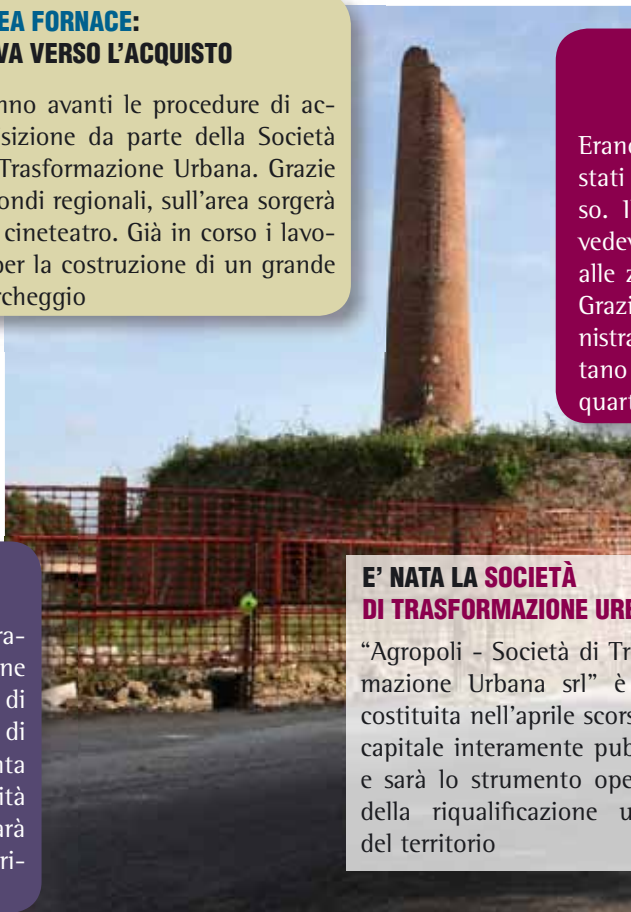 EA FORNACE:
VA VERSO L'ACQUISTO
nno avanti le procedure di ac-
sizione da parte della Società
Trasformazione Urbana. Grazie
ondi regionali, sull'area sorgerà
cineteatro. Già in corso i lavo-
per la costruzione di un grande
rcheggio
Eran
stati
so. I
vedev
alle z
Grazi
nistra
tano
quart
ra-
ne
di
di
nta
ità
arà
ri-
E' NATA LA SOCIETÀ
DI TRASFORMAZIONE URB
“Agropoli - Società di Tr
mazione Urbana srl” è
costituita nell'aprile scors
capitale interamente pub
e sarà lo strumento ope
della riqualificazione u
del territorio